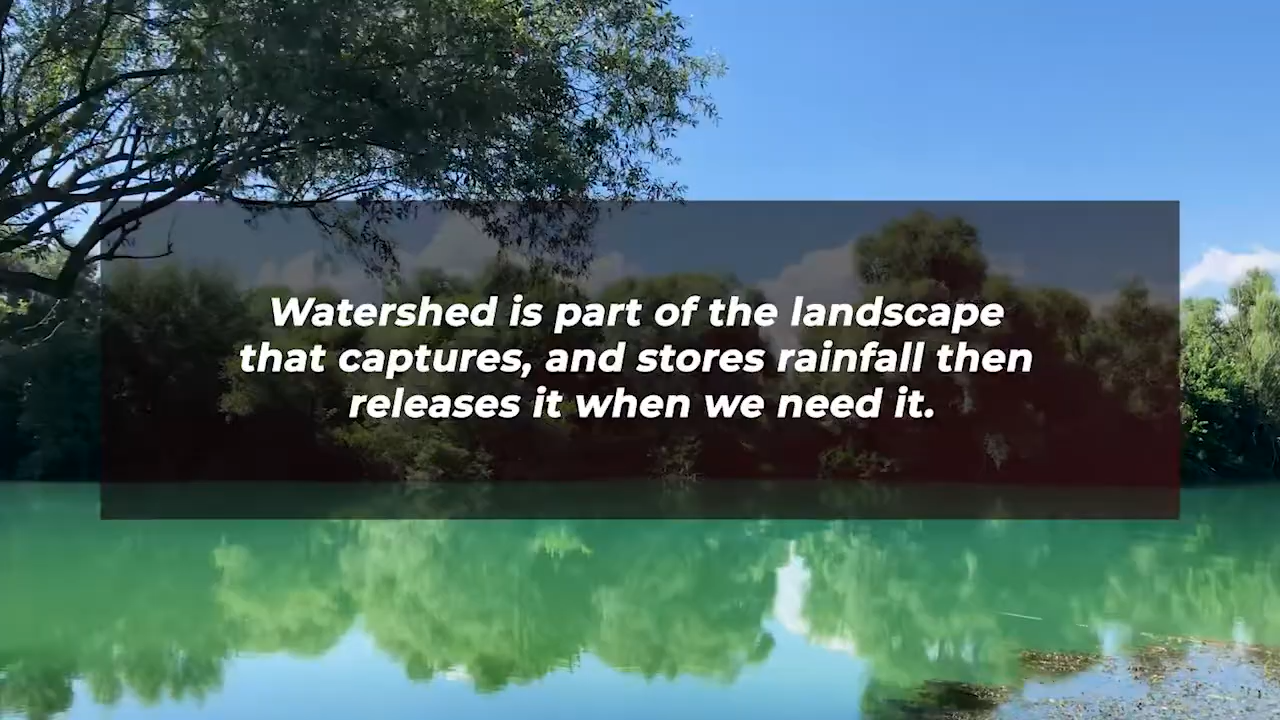 Watershed is part of the landscape
that captures, and stores rainfall then
releases it when we need it.